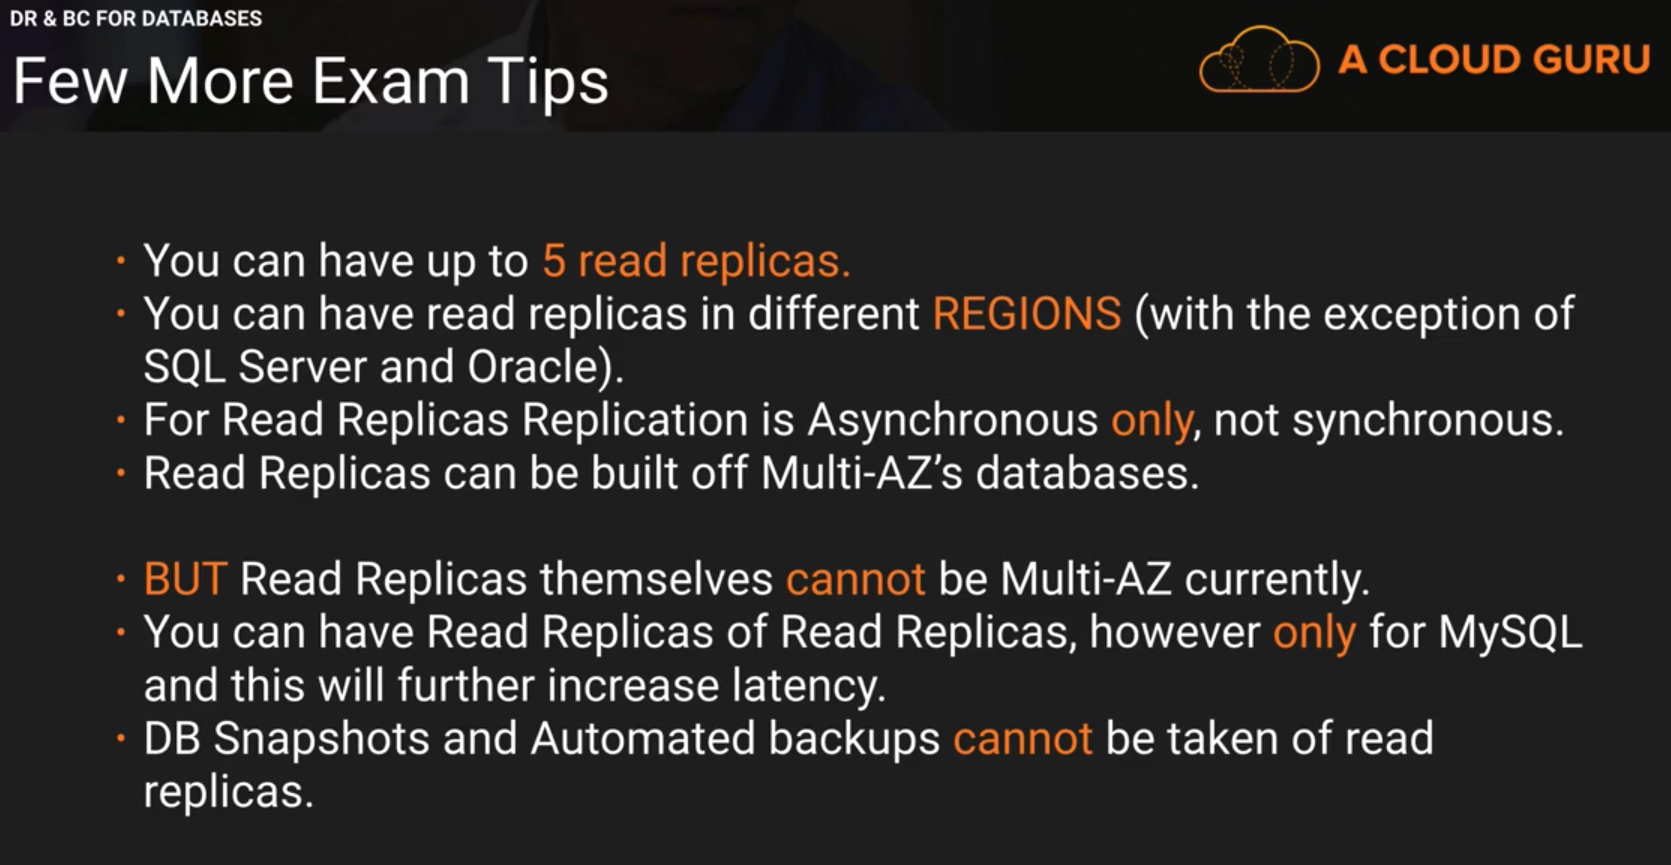 DR & BC FOR DATABASES
Few More Exam Tips
A CLOUD GURU
· You can have up to 5 read replicas.
· You can have read replicas in different REGIONS (with the exception of
SQL Server and Oracle).
· For Read Replicas Replication is Asynchronous only, not synchronous.
· Read Replicas can be built off Multi-AZ’s databases.
· BUT Read Replicas themselves cannot be Multi-AZ currently.
· You can have Read Replicas of Read Replicas, however only for MySQL
and this will further increase latency.
· DB Snapshots and Automated backups cannot be taken of read
replicas.